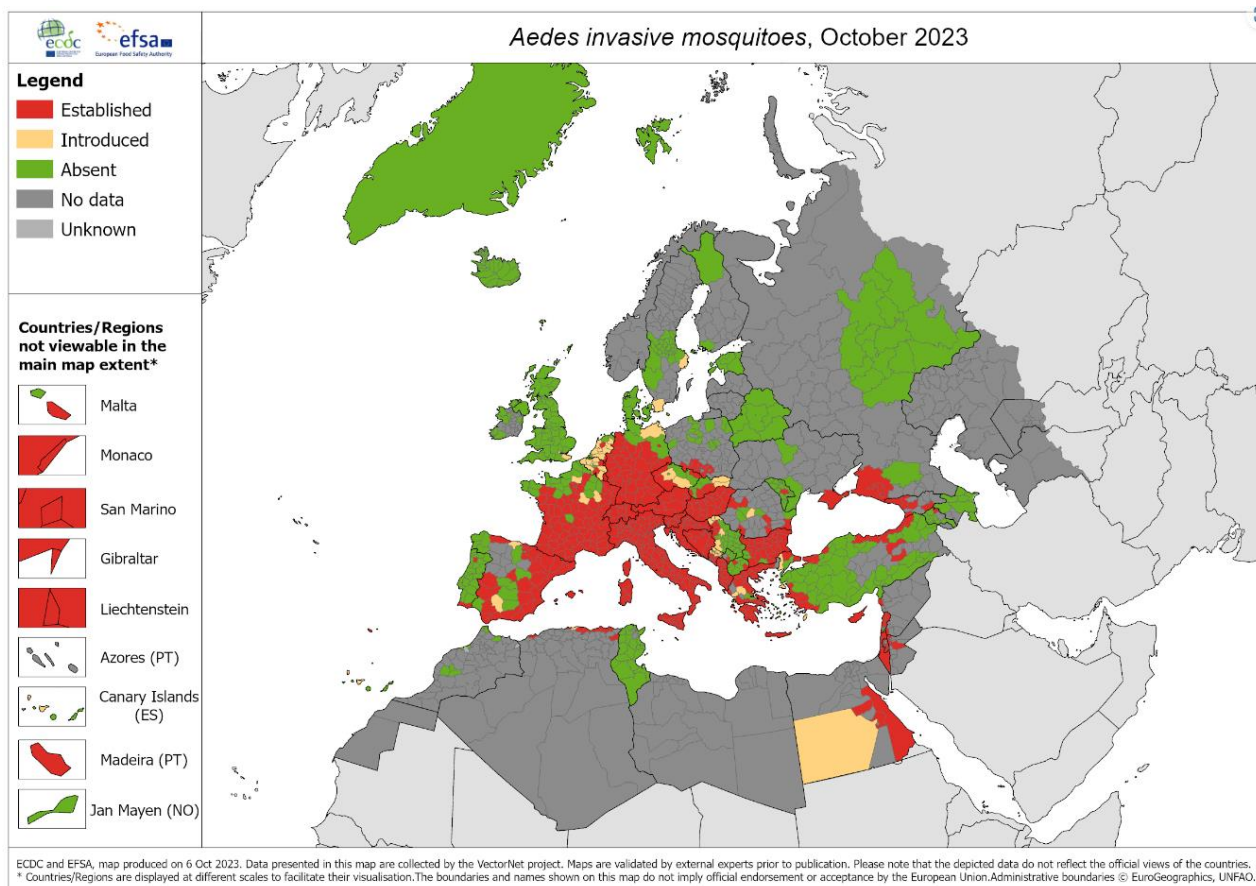 ecdc
efsa
European Food Safety Authority
Aedes invasive mosquitoes, October 2023
Legend
Established
Introduced
Absent
No data
Unknown
Countries/Regions
not viewable in the
main map extent*
Malta
Monaco
San Marino
Gibraltar
Liechtenstein
Azores (PT)
Canary Islands
(ES)
Madeira (PT)
Jan Mayen (NO)
ECDC and EFSA, map produced on 6 Oct 2023. Data presented in this map are collected by the VectorNet project. Maps are validated by external experts prior to publication. Please note that the depicted data do not reflect the official views of the countries.
* Countries/Regions are displayed at different scales to facilitate their visualisation.The boundaries and names shown on this map do not imply official endorsement or acceptance by the European Union.Administrative boundaries © EuroGeographics, UNFAO.